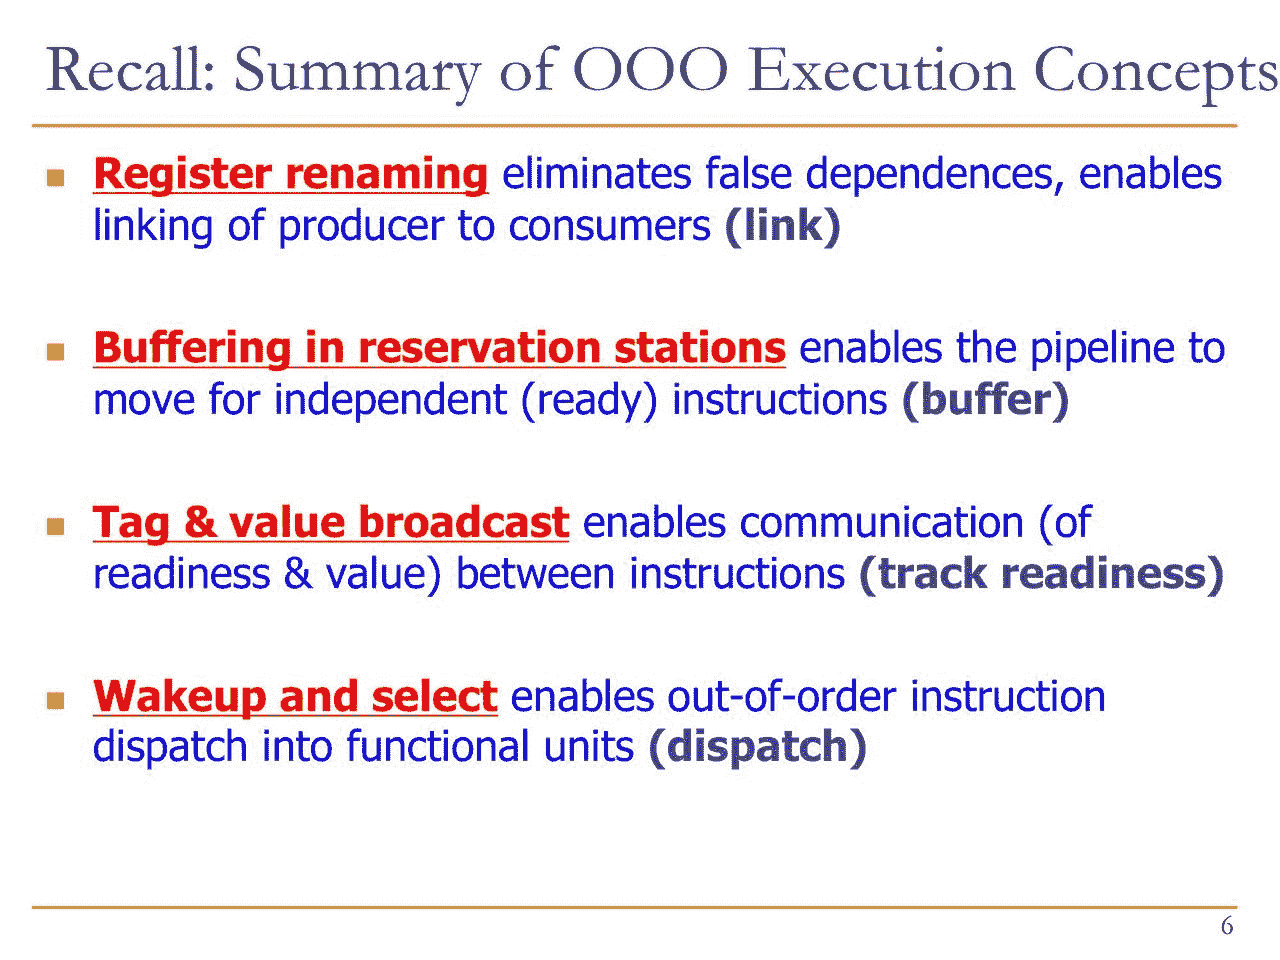 Recall: Summary of OOO Execution Concepts
Register renaming eliminates false dependences, enables
linking of producer to consumers (link)
Buffering in reservation stations enables the pipeline to
move for independent (ready) instructions (buffer)
Tag & value broadcast enables communication (of
readiness & value) between instructions (track readiness)
Wakeup and select enables out-of-order instruction
dispatch into functional units (dispatch)
6